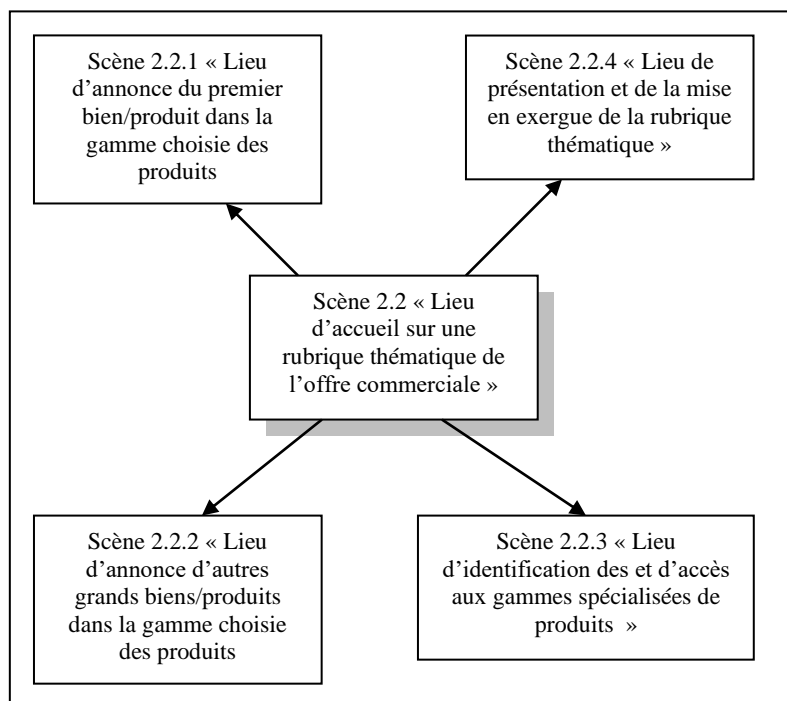 Scène 2.2.1 « Lieu
d’annonce du premier
bien/produit dans la
gamme choisie des
produits
Scène 2.2.4 « Lieu de
présentation et de la mise
en exergue de la rubrique
thématique »
Scène 2.2 « Lieu
d’accueil sur une
rubrique thématique de
l’offre commerciale »
Scène 2.2.2 « Lieu
d’annonce d’autres
grands biens/produits
dans la gamme choisie
des produits
Scène 2.2.3 « Lieu
d’identification des et d’accès
aux gammes spécialisées de
produits  »